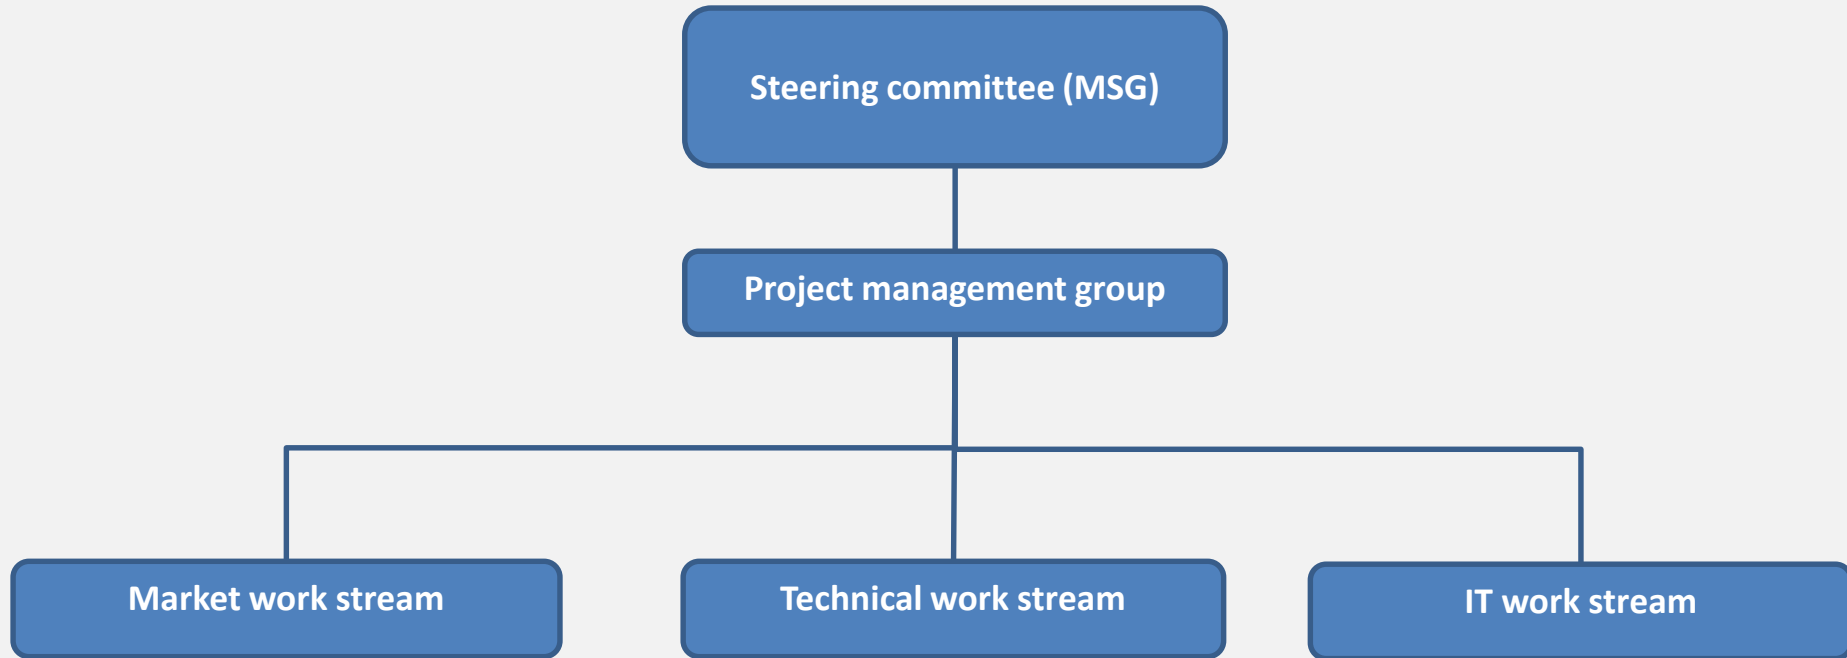 Steering committee (MSG)
Project management group
Market work stream
Technical work stream
IT work stream